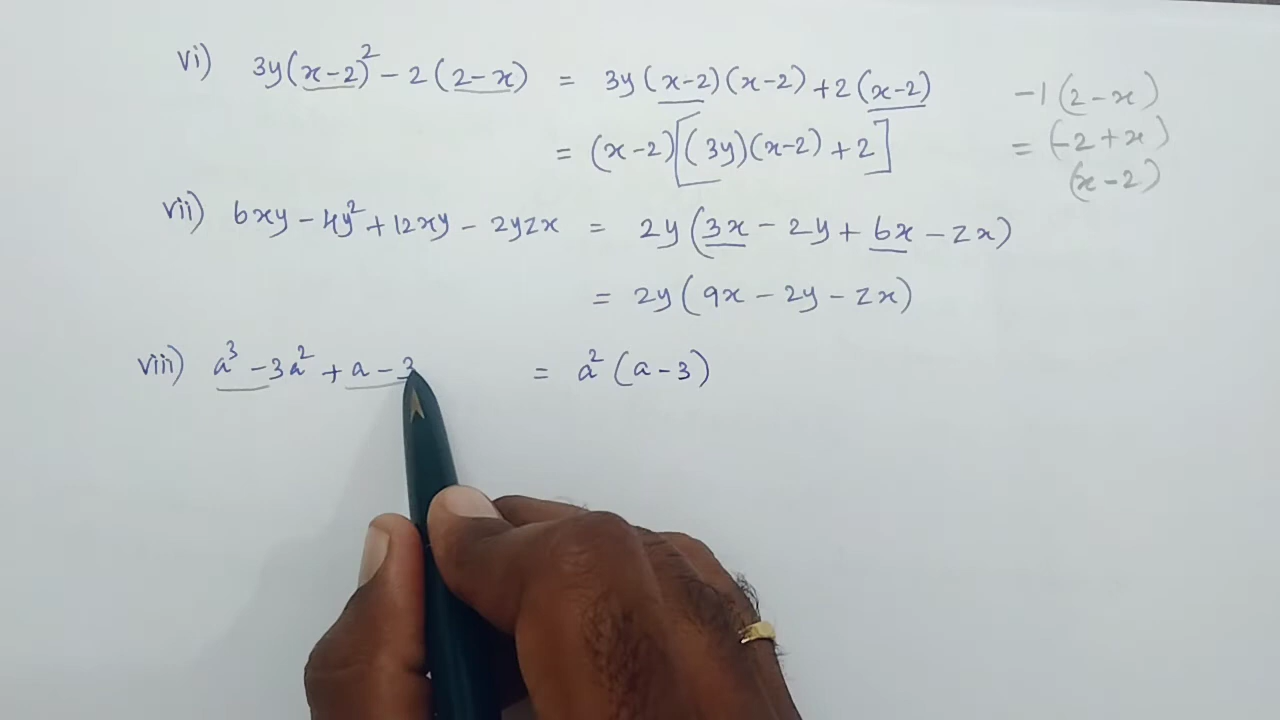 vi) 3y(x-2)² - 2(2-x) = 3y(x-2)(x-2) + 2(x-2)
-1(2-x)
= (x-2)[(3y)(x-2) + 2]
= (-2+x)
(x-2)
vii) 6xy - 4y² + 12xy - 2yzx = 2y(3x - 2y + 6x - zx)
= 2y(9x - 2y - zx)
viii) a³ - 3a² + a - 3 = a²(a-3)